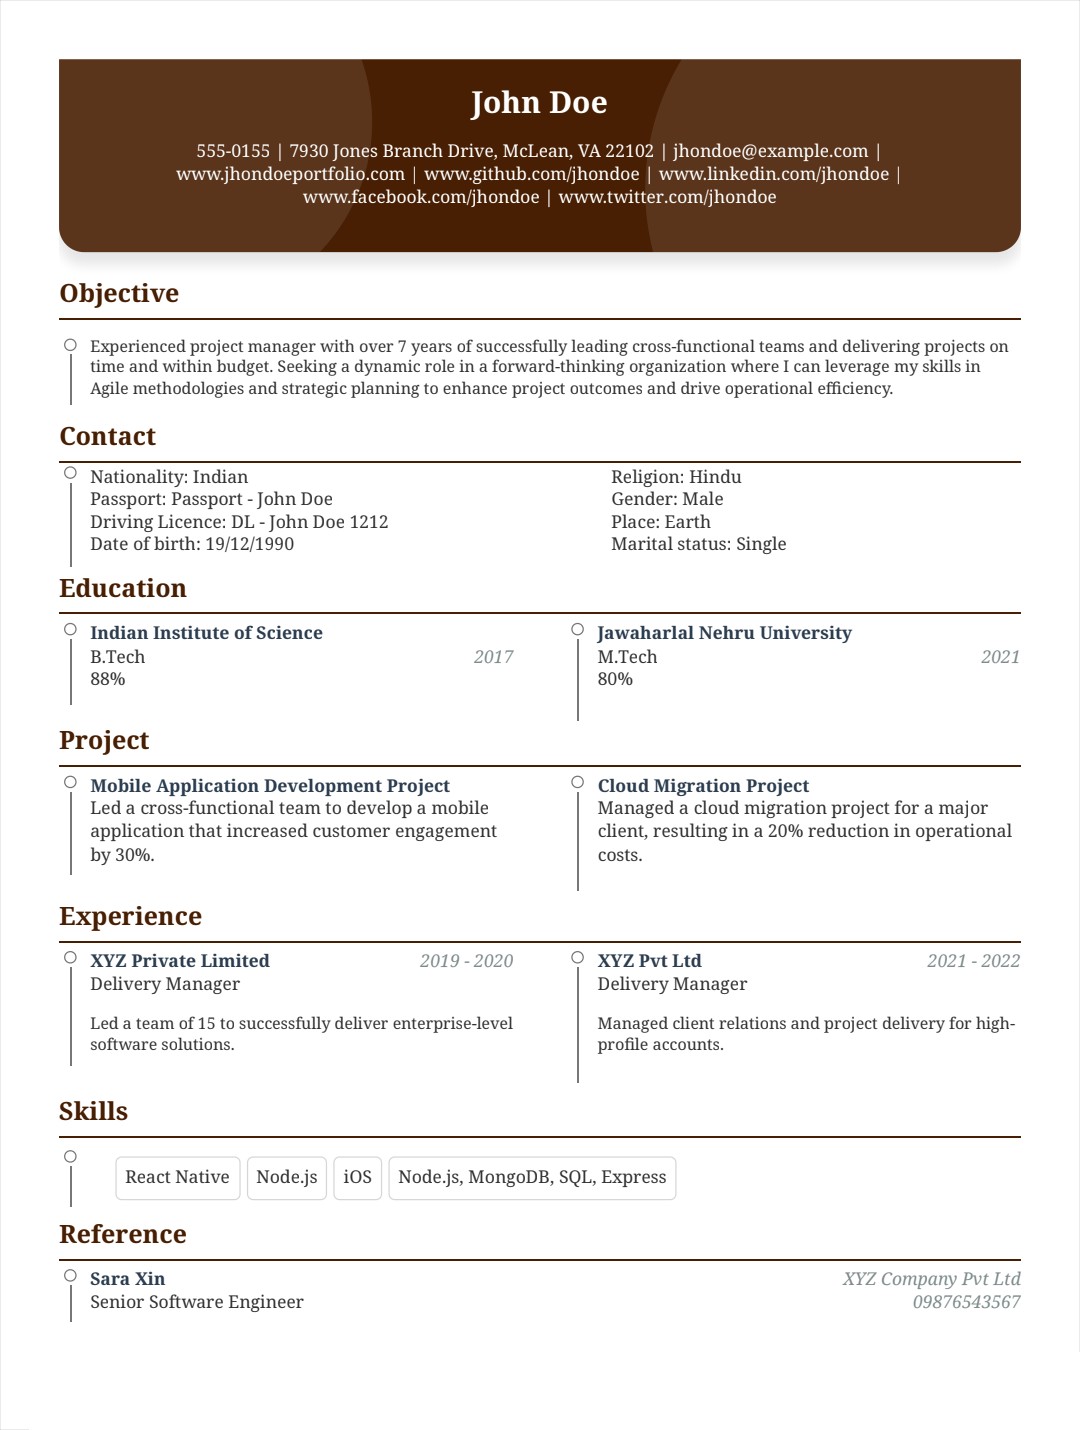 John Doe
555-0155 | 7930 Jones Branch Drive, McLean, VA 22102 | jhondoe@example.com |
www.jhondoeportfolio.com | www.github.com/jhondoe | www.linkedin.com/jhondoe |
www.facebook.com/jhondoe | www.twitter.com/jhondoe
Objective
Experienced project manager with over 7 years of successfully leading cross-functional teams and delivering projects on
time and within budget. Seeking a dynamic role in a forward-thinking organization where I can leverage my skills in
Agile methodologies and strategic planning to enhance project outcomes and drive operational efficiency.
Contact
Nationality: Indian
Passport: Passport - John Doe
Driving Licence: DL - John Doe 1212
Date of birth: 19/12/1990
Religion: Hindu
Gender: Male
Place: Earth
Marital status: Single
Education
Indian Institute of Science
B.Tech 2017
88%
Jawaharlal Nehru University
M.Tech 2021
80%
Project
Mobile Application Development Project
Led a cross-functional team to develop a mobile
application that increased customer engagement
by 30%.
Cloud Migration Project
Managed a cloud migration project for a major
client, resulting in a 20% reduction in operational
costs.
Experience
XYZ Private Limited 2019 - 2020
Delivery Manager
Led a team of 15 to successfully deliver enterprise-level
software solutions.
XYZ Pvt Ltd 2021 - 2022
Delivery Manager
Managed client relations and project delivery for high-
profile accounts.
Skills
React Native Node.js iOS Node.js, MongoDB, SQL, Express
Reference
Sara Xin XYZ Company Pvt Ltd
Senior Software Engineer 09876543567